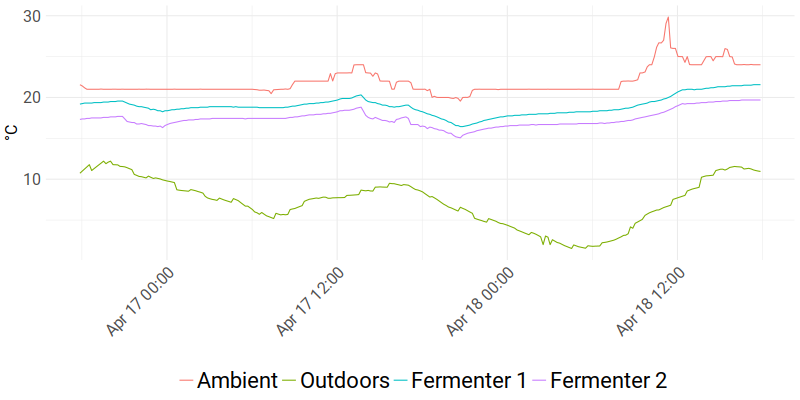 30
20
10
°C
Apr 17 00:00
Apr 17 12:00
Apr 18 00:00
Apr 18 12:00
Ambient Outdoors Fermenter 1 Fermenter 2